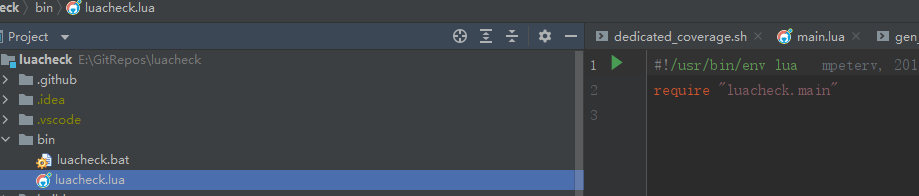 bin luacheck.lua
Project
dedicated_coverage.sh main.lua gen_
luacheck E:\GitRepos\luacheck
.github
.idea
.vscode
bin
luacheck.bat
luacheck.lua
1 #!/usr/bin/env lua mpeterv, 201
2 require "luacheck.main"
3